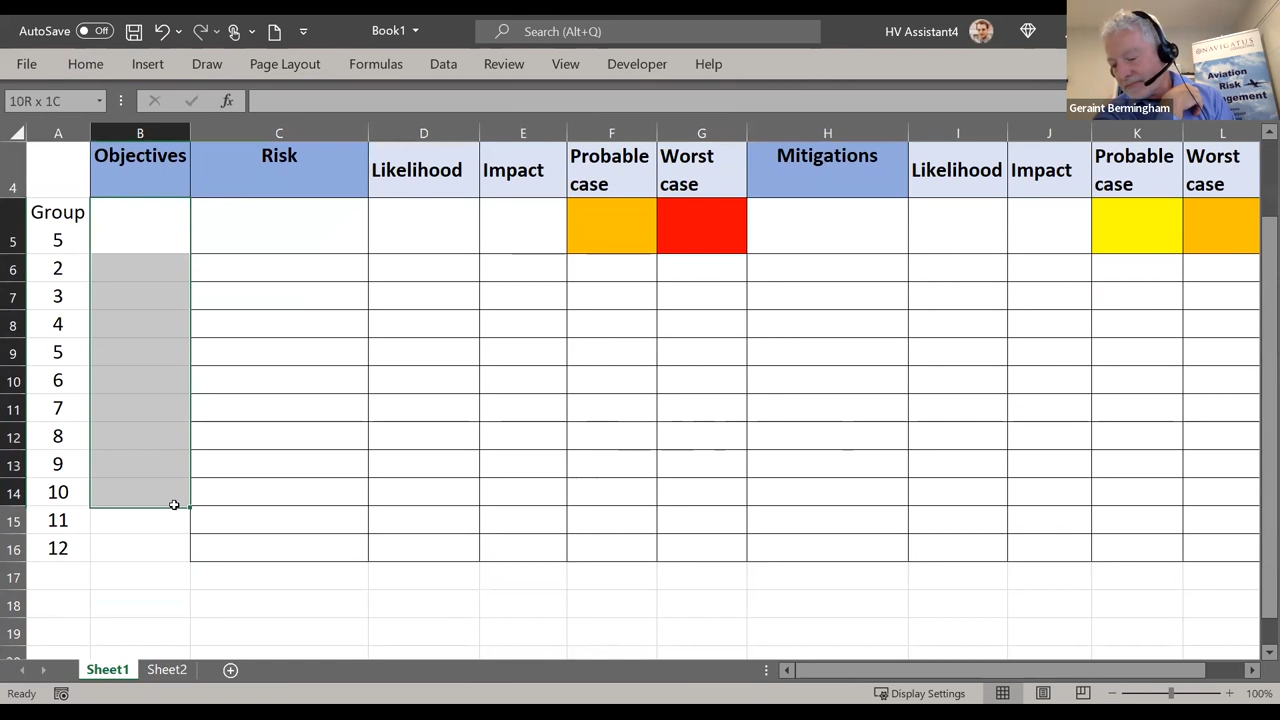 AutoSave Off Book1 Search (Alt+Q) HV Assistant4
File Home Insert Draw Page Layout Formulas Data Review View Developer Help
NAVIGATUS
Aviation
Risk
Geraint Bermingham
10R x 1C fx
A B C D E F G H I J K L
4 Objectives Risk Likelihood Impact Probable case Worst case Mitigations Likelihood Impact Probable case Worst case
5 Group 5
6 2
7 3
8 4
9 5
10 6
11 7
12 8
13 9
14 10
15 11
16 12
17
18
19
Sheet1 Sheet2
Ready Display Settings 100%